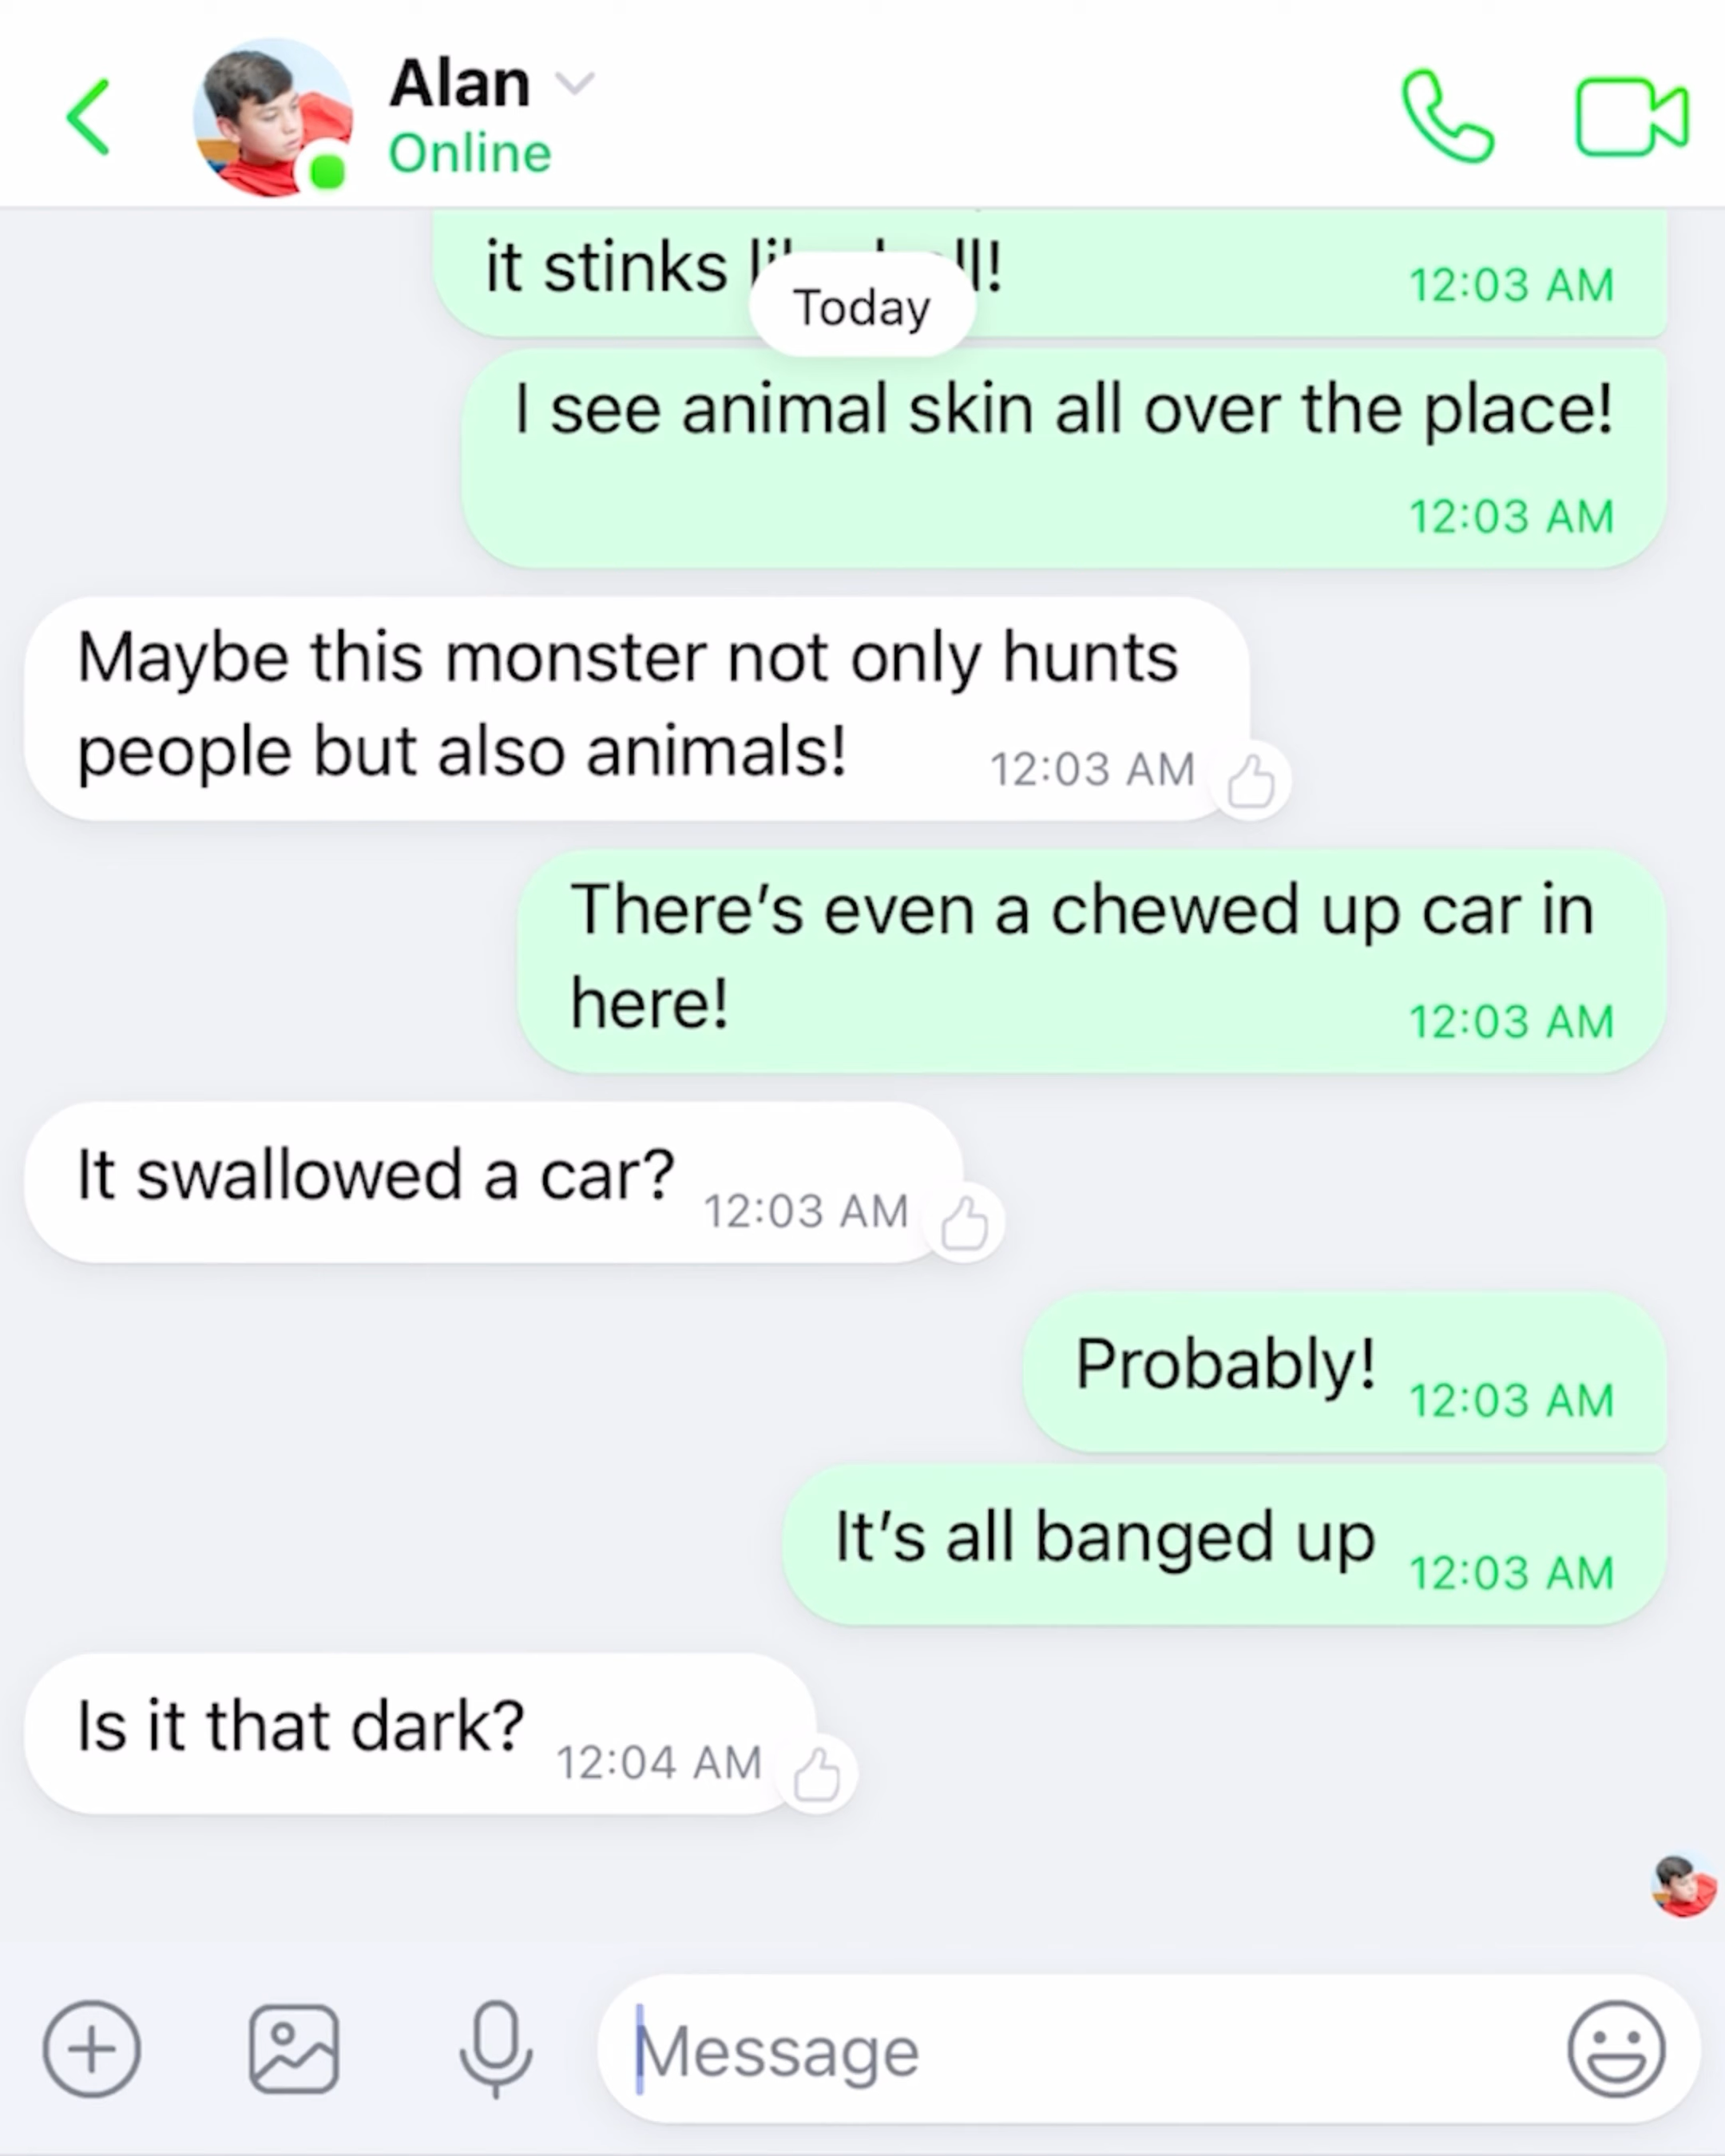 Alan
Online
it stinks
Today
12:03 AM
I see animal skin all over the place!
12:03 AM
Maybe this monster not only hunts
people but also animals!
12:03 AM
There's even a chewed up car in
here!
12:03 AM
It swallowed a car?
12:03 AM
Probably!
12:03 AM
It's all banged up
12:03 AM
Is it that dark?
12:04 AM
Message